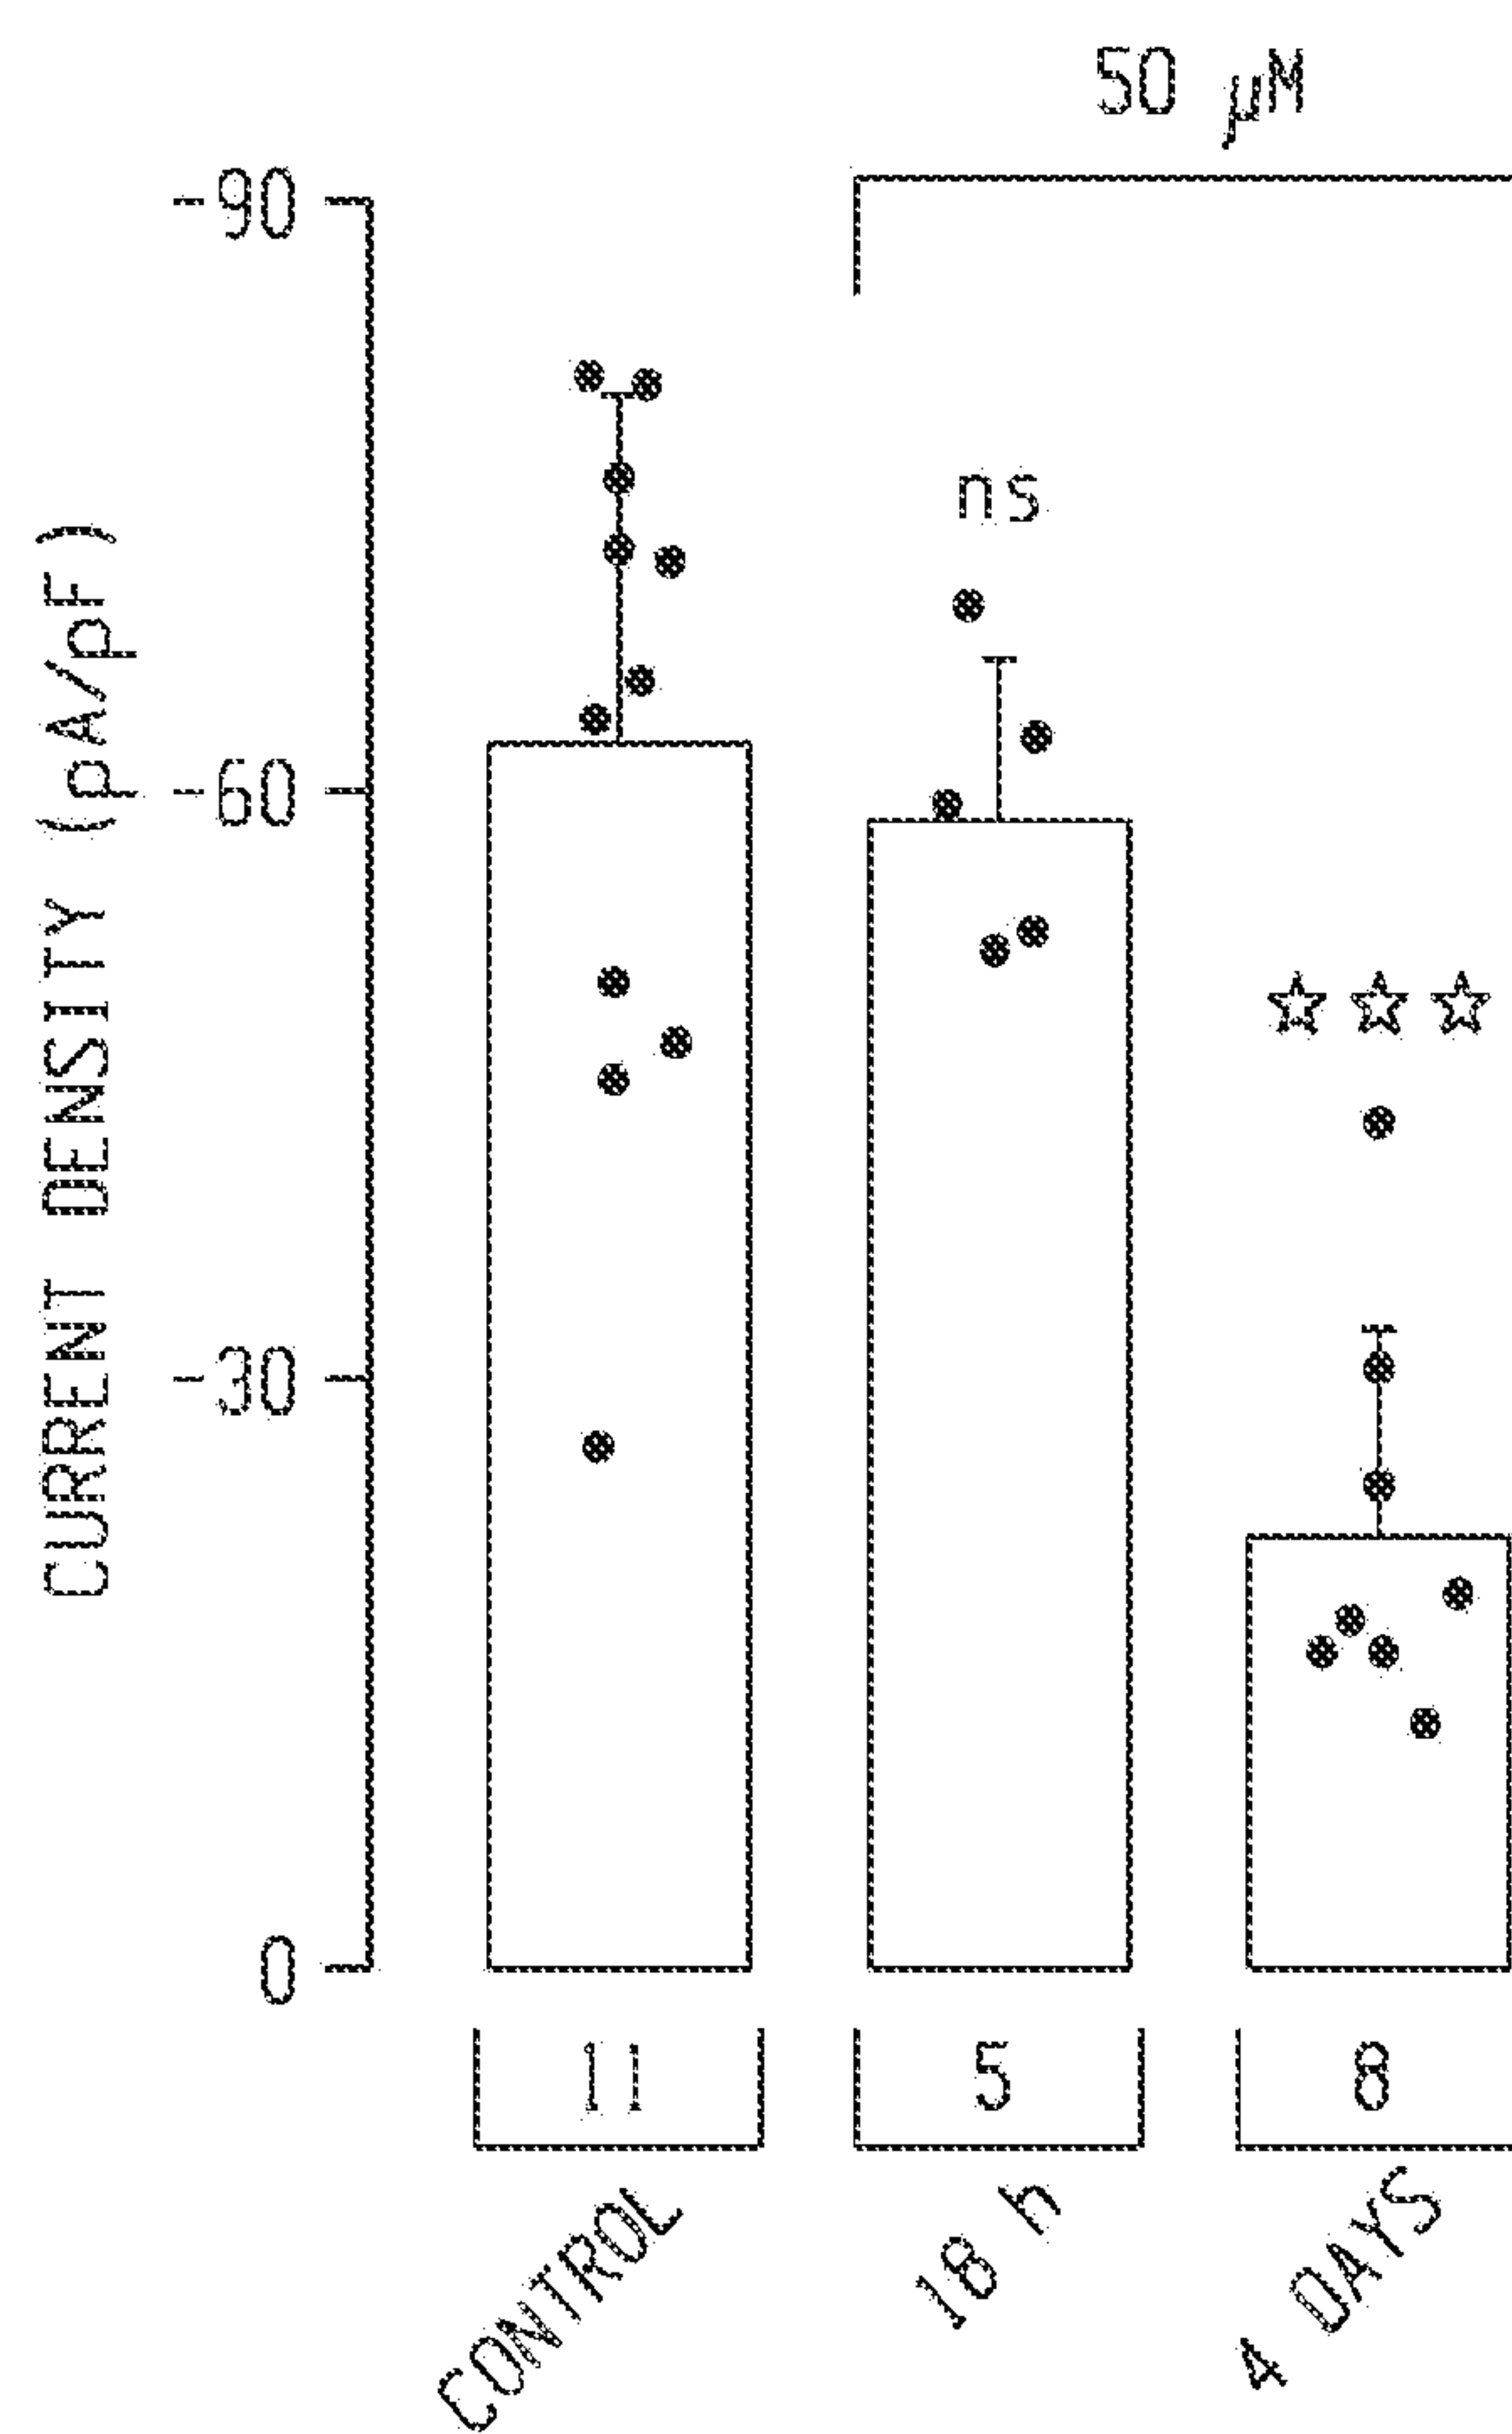 50 µM
-90
ns
CURRENT DENSITY (pA/pF)
-60
☆☆☆
-30
0
11 5 8
CONTROL 18 h 4 DAYS